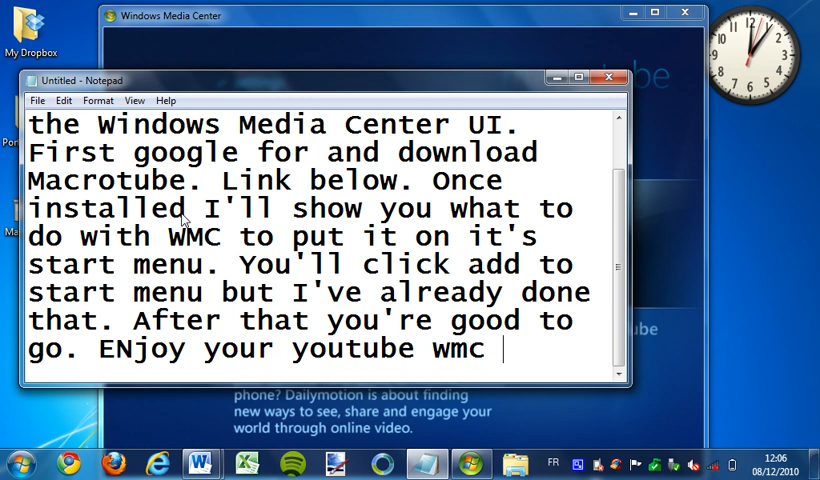 My Dropbox
Windows Media Center
Untitled - Notepad
File Edit Format View Help
the Windows Media Center UI.
First google for and download
Macrotube. Link below. Once
installed I'll show you what to
do with WMC to put it on it's
start menu. You'll click add to
start menu but I've already done
that. After that you're good to
go. ENjoy your youtube wmc
phone? Dailymotion is about finding
new ways to see, share and engage your
world through online video.
FR
12:06
08/12/2010